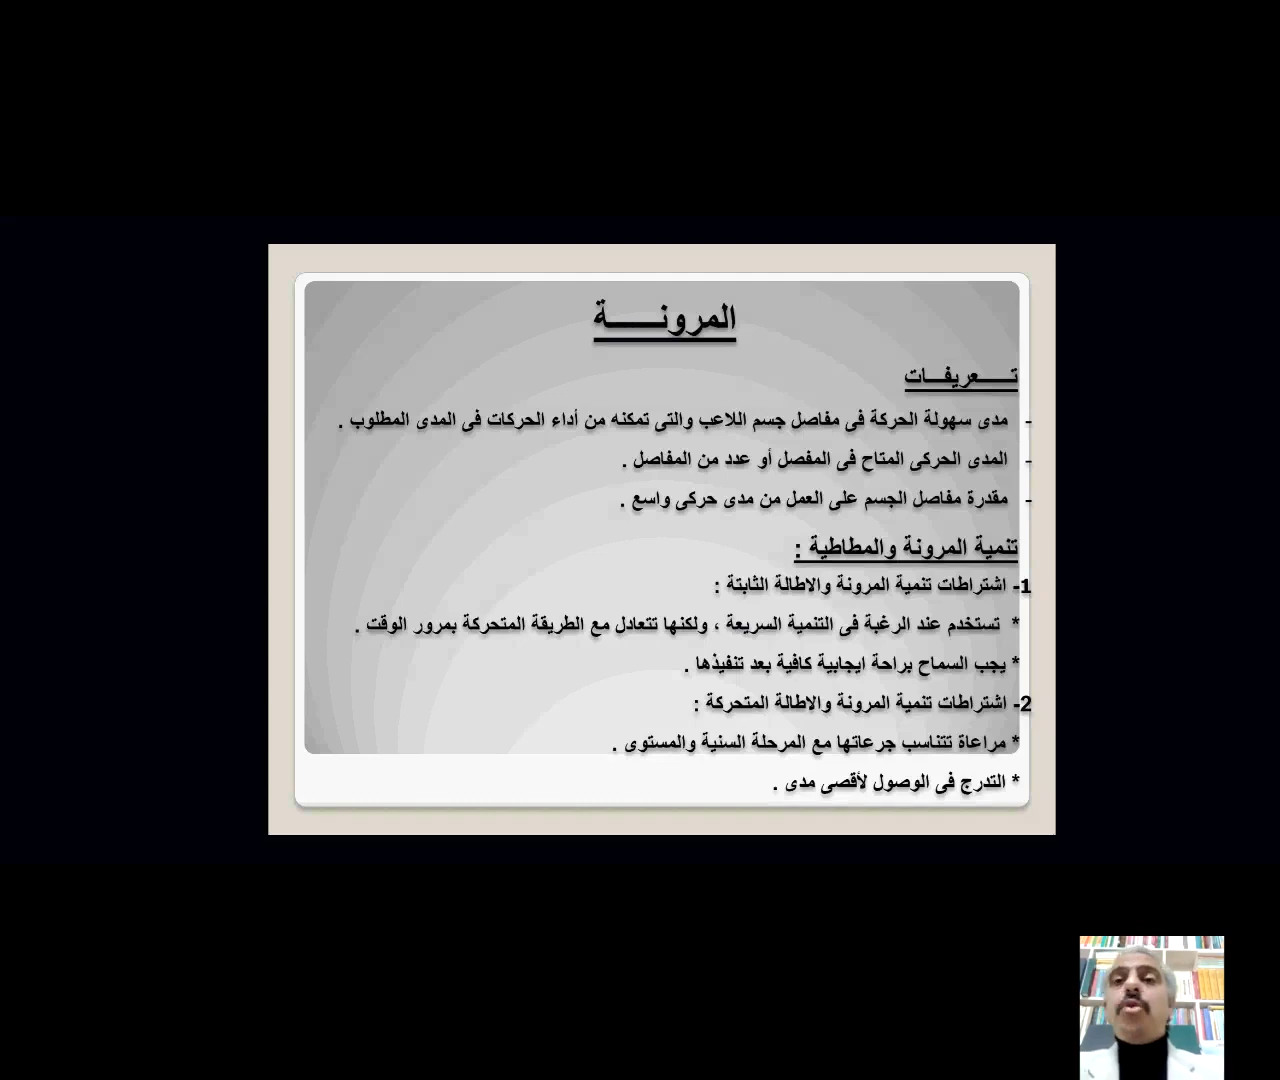 المرونـــــة
تـــــعريفـــات
- مدى سهولة الحركة فى مفاصل جسم اللاعب والتى تمكنه من أداء الحركات فى المدى المطلوب .
- المدى الحركى المتاح فى المفصل أو عدد من المفاصل .
- مقدرة مفاصل الجسم على العمل من مدى حركى واسع .
تنمية المرونة والمطاطية :
1- اشتراطات تنمية المرونة والاطالة الثابتة :
* تستخدم عند الرغبة فى التنمية السريعة ، ولكنها تتعادل مع الطريقة المتحركة بمرور الوقت .
* يجب السماح براحة ايجابية كافية بعد تنفيذها .
2- اشتراطات تنمية المرونة والاطالة المتحركة :
* مراعاة تتناسب جرعاتها مع المرحلة السنية والمستوى .
* التدرج فى الوصول لأقصى مدى .